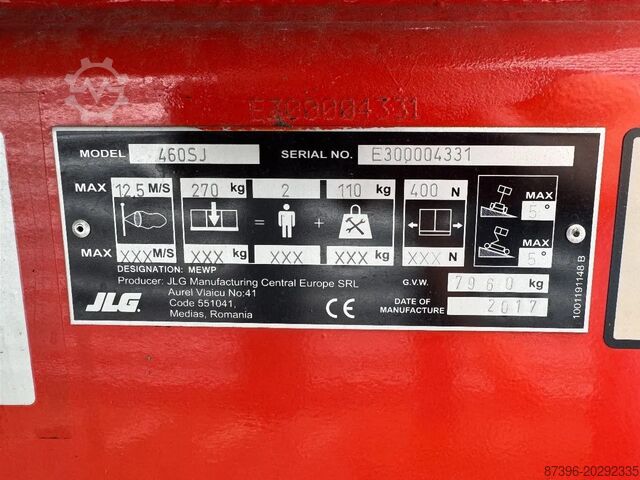 E300004331
MODEL 460SJ SERIAL NO. E300004331
MAX 12.5 M/S 270 kg 2 110 kg 400 N MAX 5°
= +
MAX XXX M/S XXX kg XXX XXX kg XXX N MAX 5°
DESIGNATION: MEWP
Producer: JLG Manufacturing Central Europe SRL
Aurel Vlaicu No:41
Code 551041,
Medias, Romania
JLG
CE
G.V.W. 7960 kg
DATE OF MANUFACTURE 2017
1001191148 B
87396-20292335